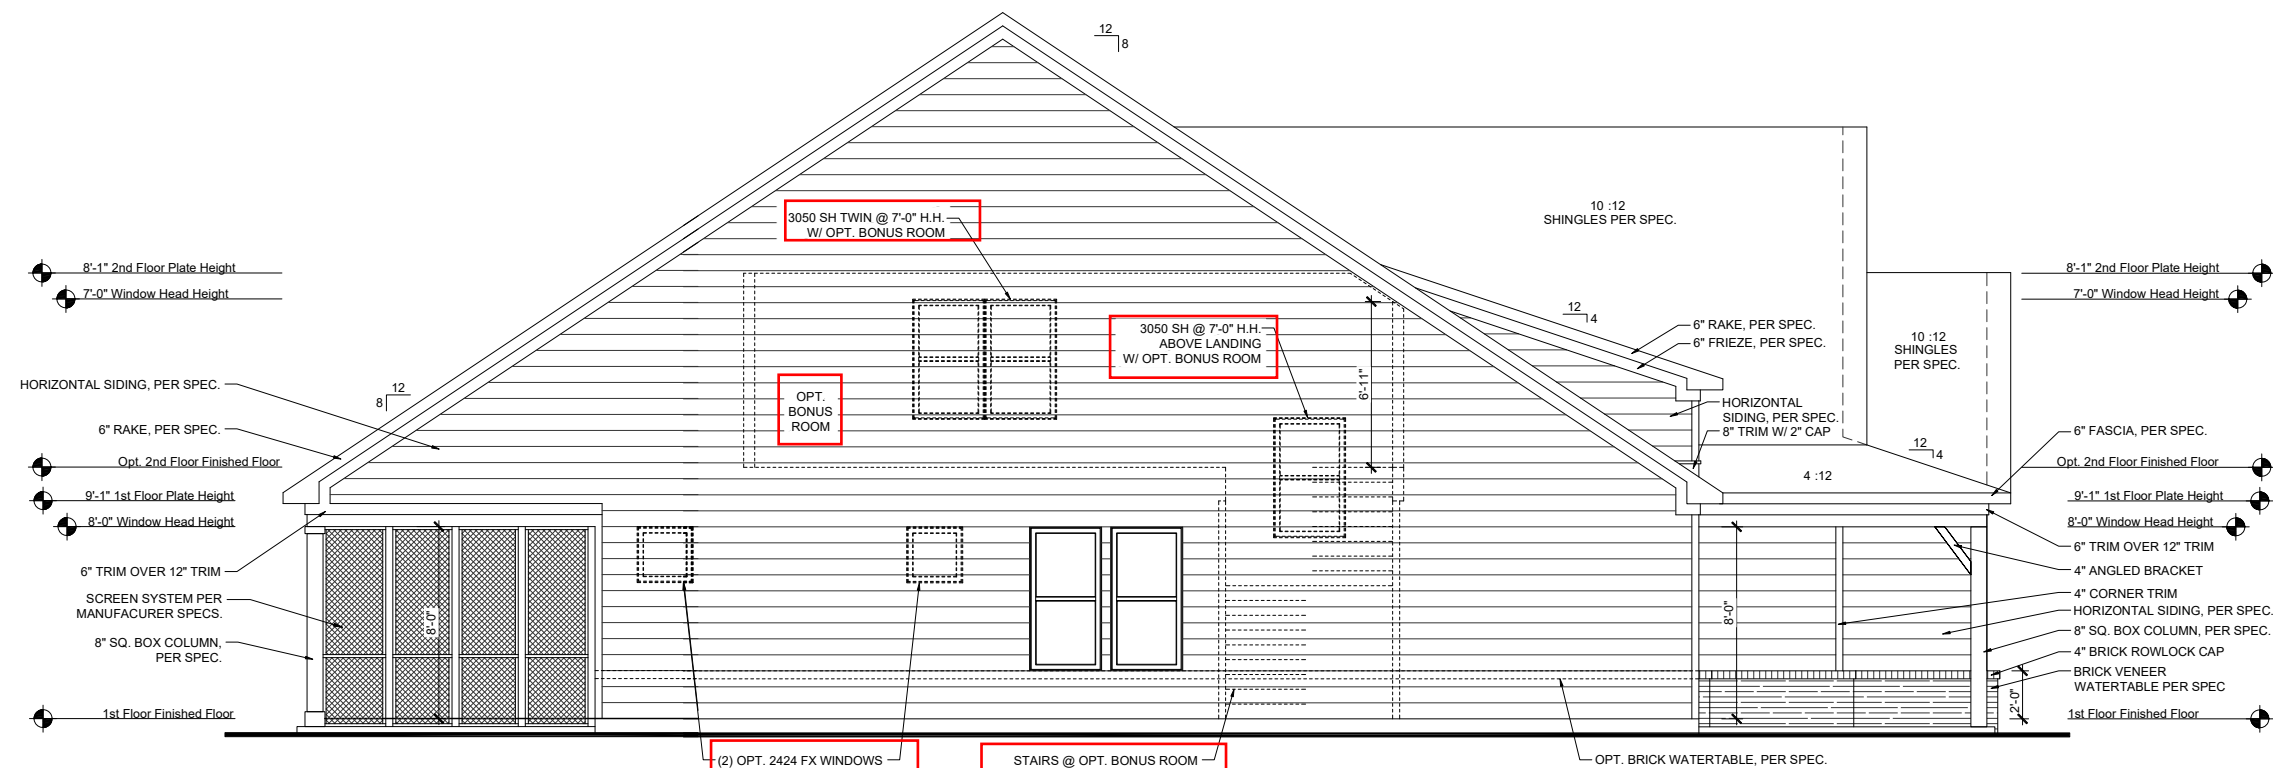 12
8
10 :12
SHINGLES PER SPEC.
3050 SH TWIN @ 7'-0" H.H.
W/ OPT. BONUS ROOM
8'-1" 2nd Floor Plate Height
7'-0" Window Head Height
8'-1" 2nd Floor Plate Height
7'-0" Window Head Height
12
4
3050 SH @ 7'-0" H.H.
ABOVE LANDING
W/ OPT. BONUS ROOM
6" RAKE, PER SPEC.
6" FRIEZE, PER SPEC.
10 :12
SHINGLES
PER SPEC.
6'-11"
HORIZONTAL SIDING, PER SPEC.
12
8
OPT.
BONUS
ROOM
HORIZONTAL
SIDING, PER SPEC.
8" TRIM W/ 2" CAP
6" RAKE, PER SPEC.
6" FASCIA, PER SPEC.
12
4
Opt. 2nd Floor Finished Floor
Opt. 2nd Floor Finished Floor
4 :12
9'-1" 1st Floor Plate Height
8'-0" Window Head Height
9'-1" 1st Floor Plate Height
8'-0" Window Head Height
6" TRIM OVER 12" TRIM
SCREEN SYSTEM PER
MANUFACURER SPECS.
8" SQ. BOX COLUMN,
PER SPEC.
8'-0"
8'-0"
6" TRIM OVER 12" TRIM
4" ANGLED BRACKET
4" CORNER TRIM
HORIZONTAL SIDING, PER SPEC.
8" SQ. BOX COLUMN, PER SPEC.
4" BRICK ROWLOCK CAP
BRICK VENEER
WATERTABLE PER SPEC
2'-0"
1st Floor Finished Floor
1st Floor Finished Floor
(2) OPT. 2424 FX WINDOWS
STAIRS @ OPT. BONUS ROOM
OPT. BRICK WATERTABLE, PER SPEC.